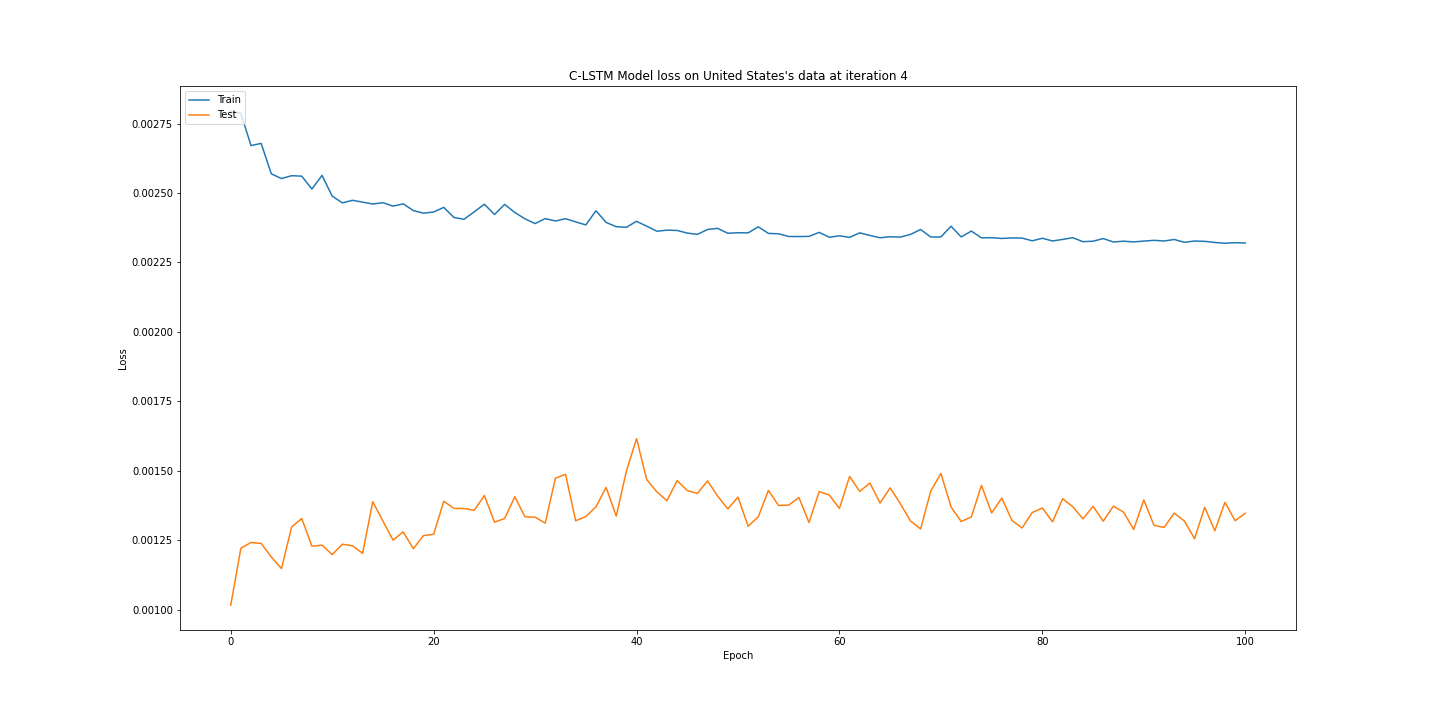 C-LSTM Model loss on United States's data at iteration 4
Train
Test
0.00275
0.00250
0.00225
0.00200
0.00175
0.00150
0.00125
0.00100
Loss
0 20 40 60 80 100
Epoch